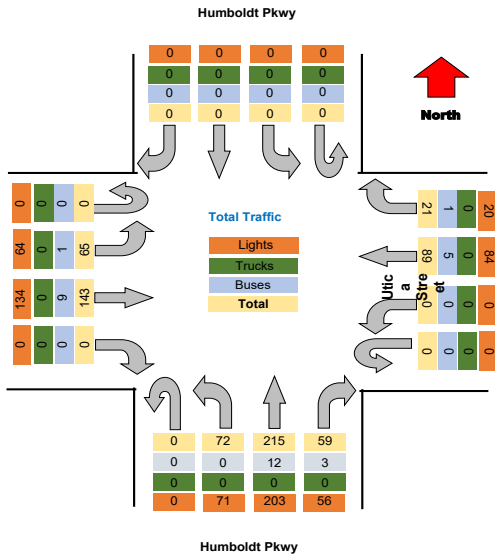 Humboldt Pkwy
0 0 0 0
0 0 0 0
0 0 0 0
0 0 0 0
North
0 0 0 0
64 0 1 65
134 0 9 143
0 0 0 0
Total Traffic
Lights
Trucks
Buses
Total
21 1 0 20
89 5 0 84
0 0 0 0
0 0 0 0
Utic
a
Stre
et
0 72 215 59
0 0 12 3
0 0 0 0
0 71 203 56
Humboldt Pkwy